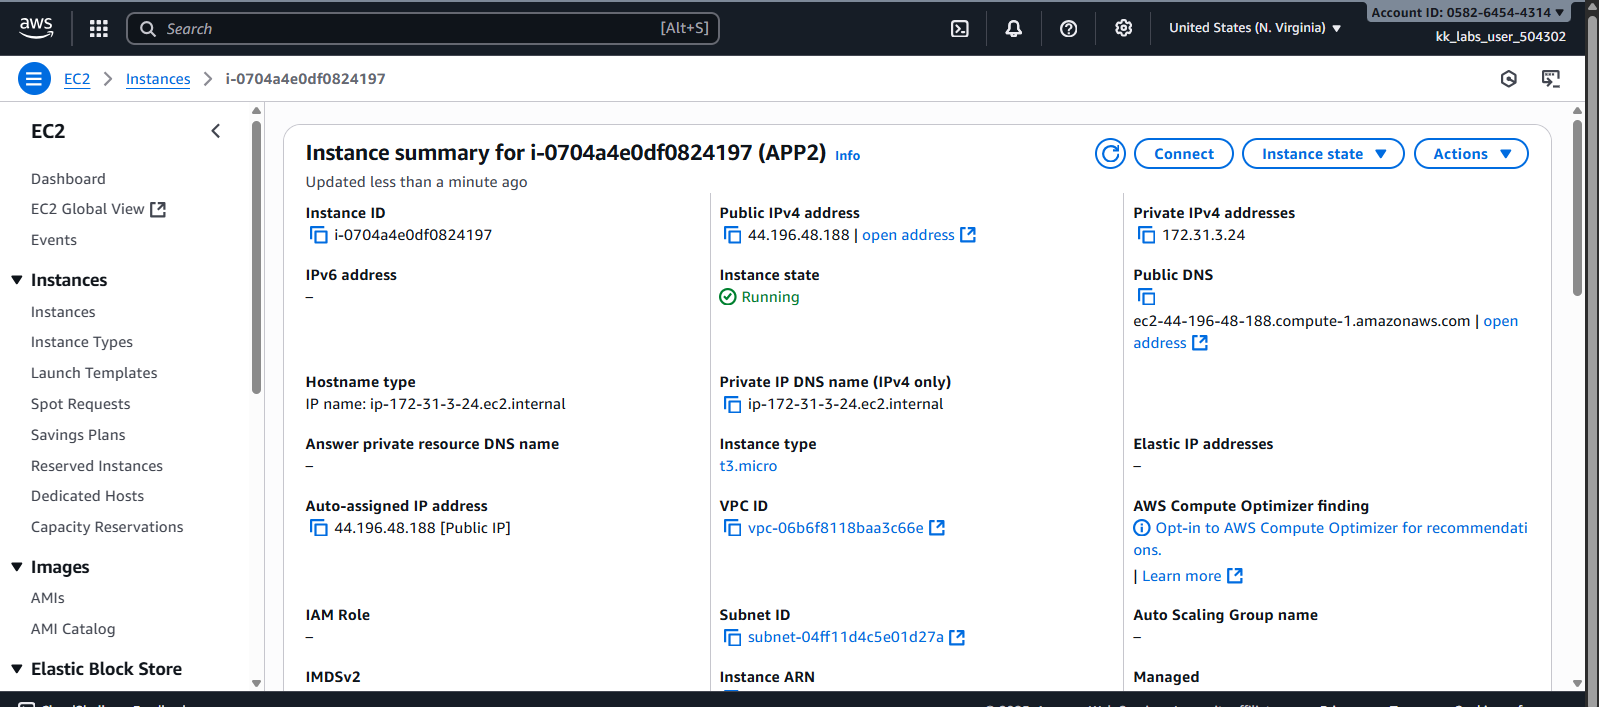 aws
Search [Alt+S]
United States (N. Virginia) ▼
Account ID: 0582-6454-4314 ▼
kk_labs_user_504302
EC2 > Instances > i-0704a4e0df0824197
EC2
Dashboard
EC2 Global View
Events
Instances
Instances
Instance Types
Launch Templates
Spot Requests
Savings Plans
Reserved Instances
Dedicated Hosts
Capacity Reservations
Images
AMIs
AMI Catalog
Elastic Block Store
Instance summary for i-0704a4e0df0824197 (APP2) Info
Updated less than a minute ago
Connect
Instance state ▼
Actions ▼
Instance ID
i-0704a4e0df0824197
Public IPv4 address
44.196.48.188 | open address
Private IPv4 addresses
172.31.3.24
IPv6 address
–
Instance state
Running
Public DNS
ec2-44-196-48-188.compute-1.amazonaws.com | open
address
Hostname type
IP name: ip-172-31-3-24.ec2.internal
Private IP DNS name (IPv4 only)
ip-172-31-3-24.ec2.internal
Answer private resource DNS name
–
Instance type
t3.micro
Elastic IP addresses
–
Auto-assigned IP address
44.196.48.188 [Public IP]
VPC ID
vpc-06b6f8118baa3c66e
AWS Compute Optimizer finding
Opt-in to AWS Compute Optimizer for recommendati
ons.
| Learn more
IAM Role
–
Subnet ID
subnet-04ff11d4c5e01d27a
Auto Scaling Group name
–
IMDSv2
Instance ARN
Managed